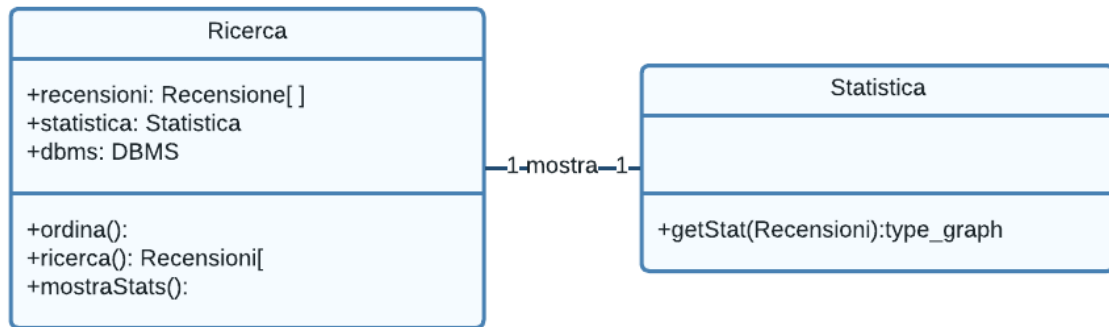 Ricerca
+recensioni: Recensione[ ]
+statistica: Statistica
+dbms: DBMS
+ordina():
+ricerca(): Recensioni[
+mostraStats():
1 mostra 1
Statistica
+getStat(Recensioni):type_graph